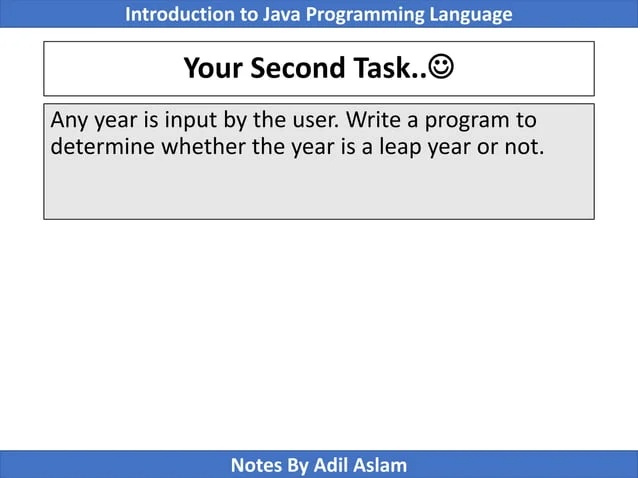 Introduction to Java Programming Language
Your Second Task..☺
Any year is input by the user. Write a program to
determine whether the year is a leap year or not.
Notes By Adil Aslam